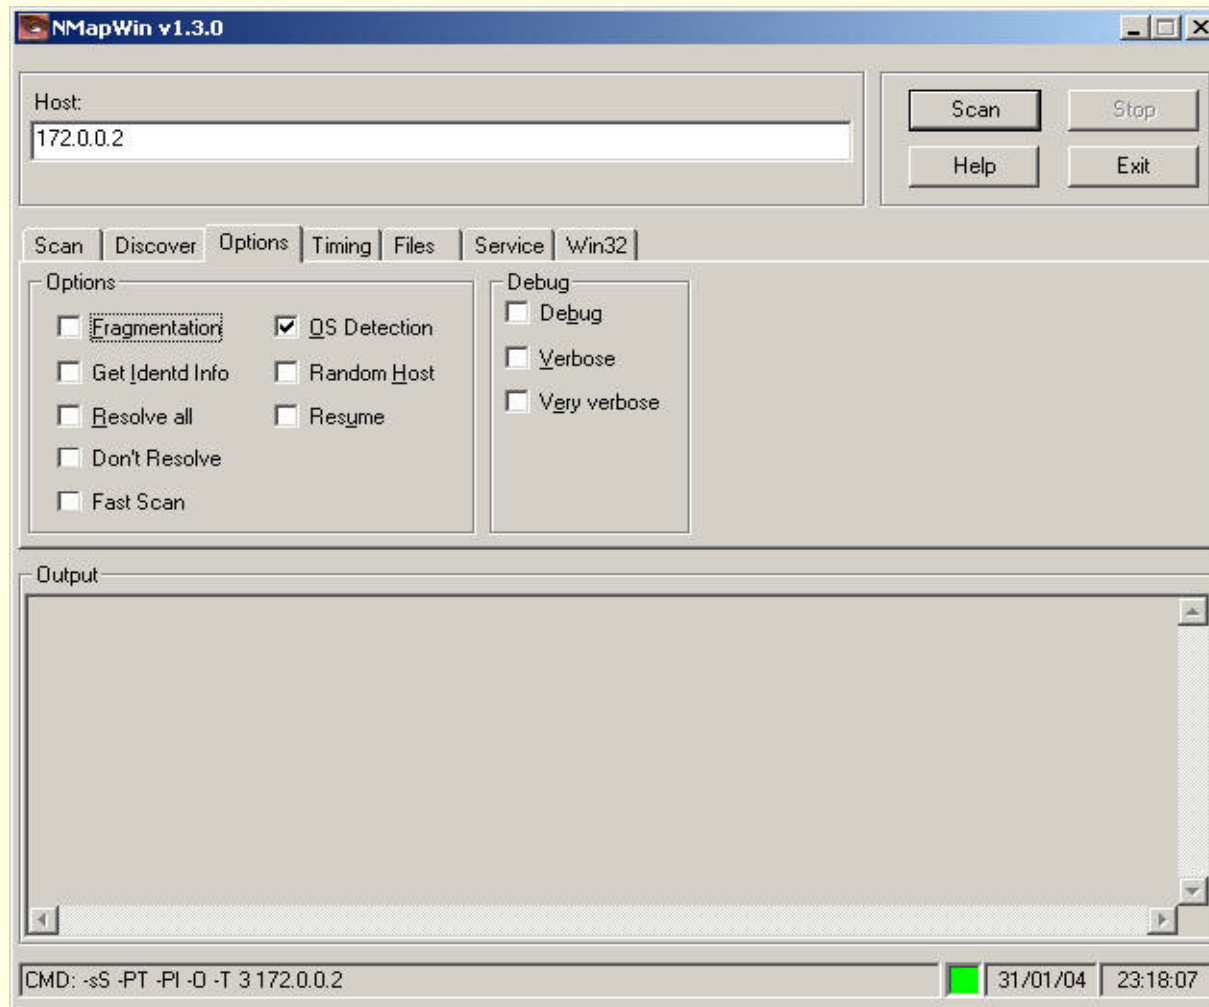 NMapWin v1.3.0
Host:
172.0.0.2
Scan
Stop
Help
Exit
Scan
Discover
Options
Timing
Files
Service
Win32
Options
Fragmentation
OS Detection
Get Identd Info
Random Host
Resolve all
Resume
Don't Resolve
Fast Scan
Debug
Debug
Verbose
Very verbose
Output
CMD: -sS -PT -PI -O -T 3 172.0.0.2
31/01/04
23:18:07